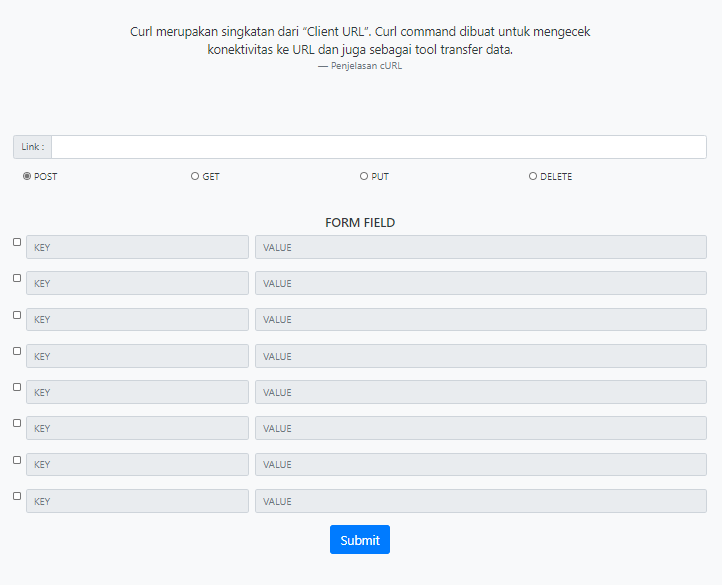 Curl merupakan singkatan dari “Client URL”. Curl command dibuat untuk mengecek
konektivitas ke URL dan juga sebagai tool transfer data.
— Penjelasan cURL
Link :
POST GET PUT DELETE
FORM FIELD
KEY VALUE
KEY VALUE
KEY VALUE
KEY VALUE
KEY VALUE
KEY VALUE
KEY VALUE
KEY VALUE
Submit